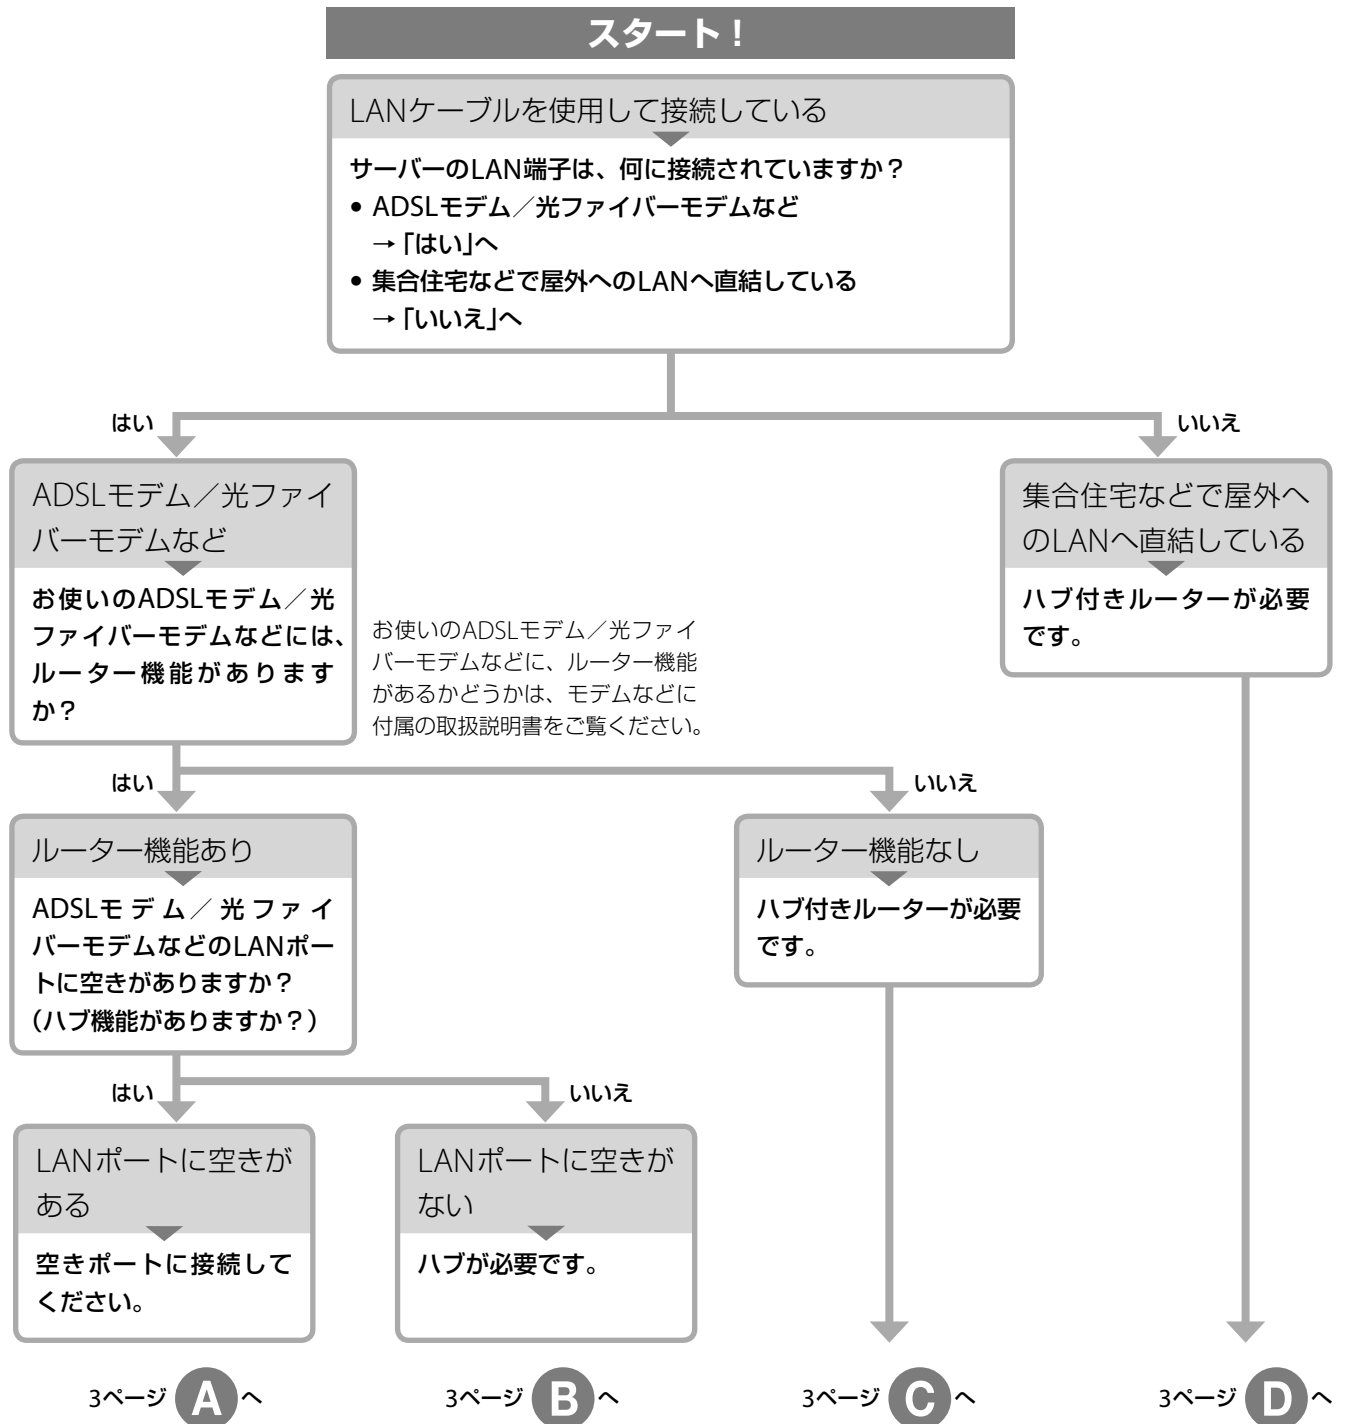 スタート！
LANケーブルを使用して接続している
サーバーのLAN端子は、何に接続されていますか？
• ADSLモデム／光ファイバーモデムなど
→「はい」へ
• 集合住宅などで屋外へのLANへ直結している
→「いいえ」へ
はい
いいえ
ADSLモデム／光ファイ
バーモデムなど
お使いのADSLモデム／光
ファイバーモデムなどには、
ルーター機能があります
か？
お使いのADSLモデム／光ファイ
バーモデムなどに、ルーター機能
があるかどうかは、モデムなどに
付属の取扱説明書をご覧ください。
集合住宅などで屋外へ
のLANへ直結している
ハブ付きルーターが必要
です。
はい
いいえ
ルーター機能あり
ADSLモデム／光ファイ
バーモデムなどのLANポー
トに空きがありますか？
（ハブ機能がありますか？）
ルーター機能なし
ハブ付きルーターが必要
です。
はい
いいえ
LANポートに空きが
ある
空きポートに接続して
ください。
LANポートに空きが
ない
ハブが必要です。
3ページ A へ
3ページ B へ
3ページ C へ
3ページ D へ